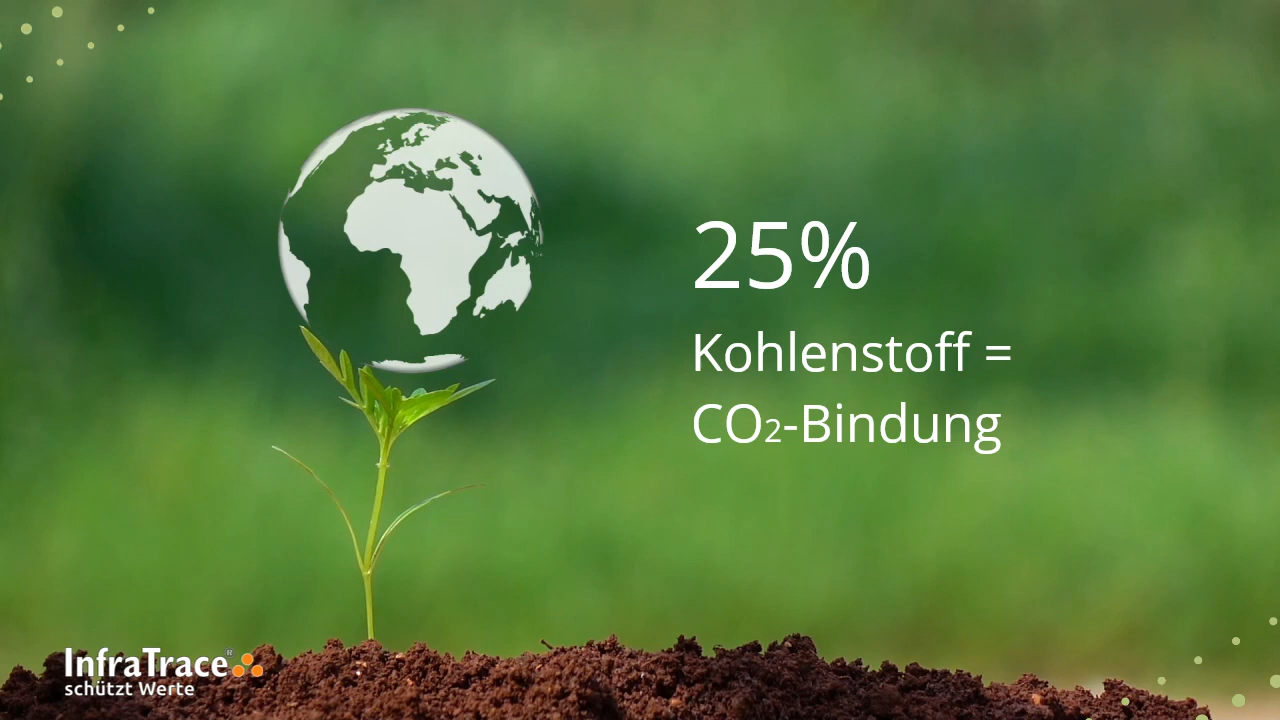 25%
Kohlenstoff =
CO₂-Bindung
InfraTrace®
schützt Werte